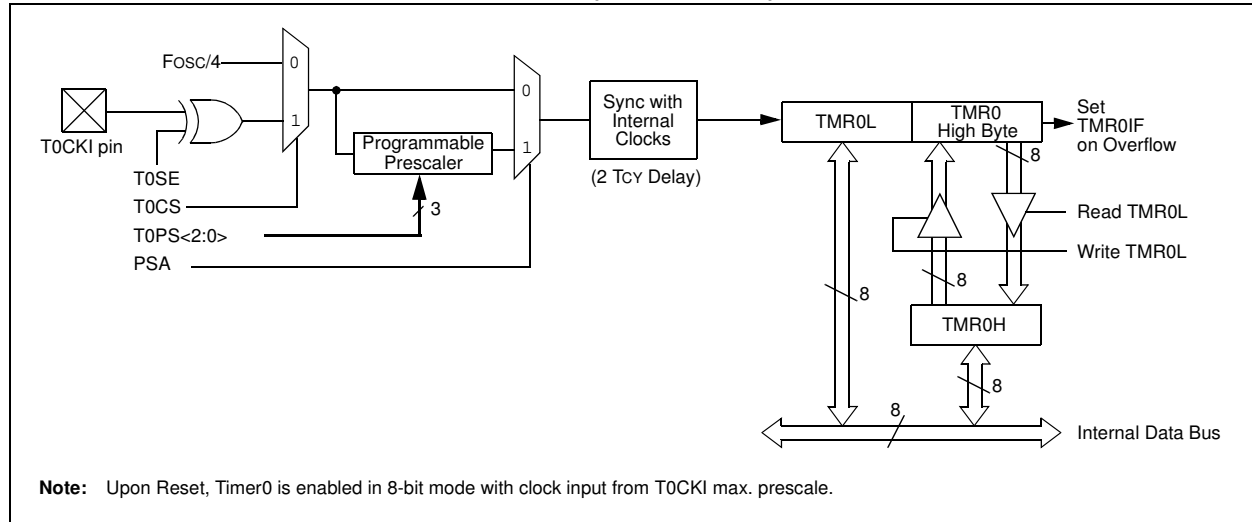 FOSC/4
T0CKI pin
T0SE
T0CS
T0PS<2:0>
PSA
0
1
Programmable
Prescaler
3
0
1
Sync with
Internal
Clocks
(2 TCY Delay)
TMR0L
TMR0
High Byte
Set
TMR0IF
on Overflow
8
Read TMR0L
Write TMR0L
8
8
TMR0H
8
8
Internal Data Bus
Note: Upon Reset, Timer0 is enabled in 8-bit mode with clock input from T0CKI max. prescale.